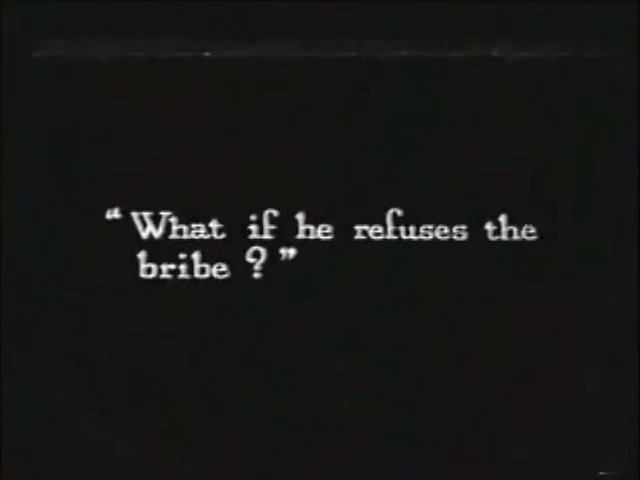 “What if he refuses the
bribe ?”